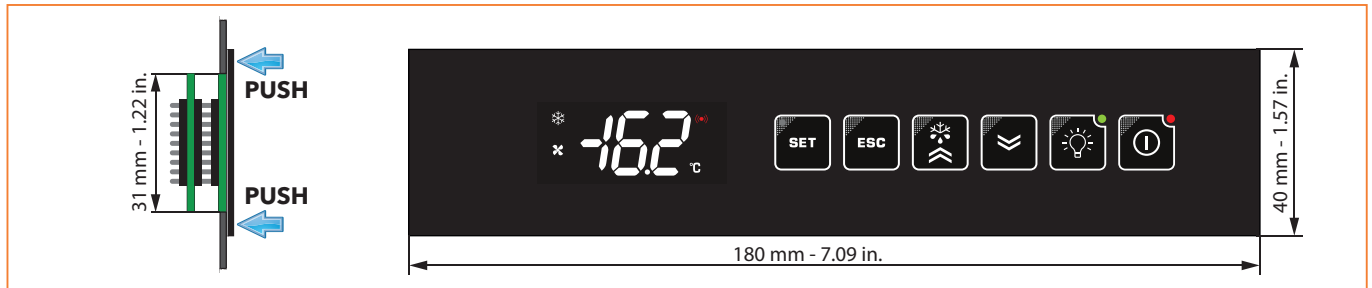 PUSH
31 mm - 1.22 in.
PUSH
-16.2
°C
SET
ESC
40 mm - 1.57 in.
180 mm - 7.09 in.